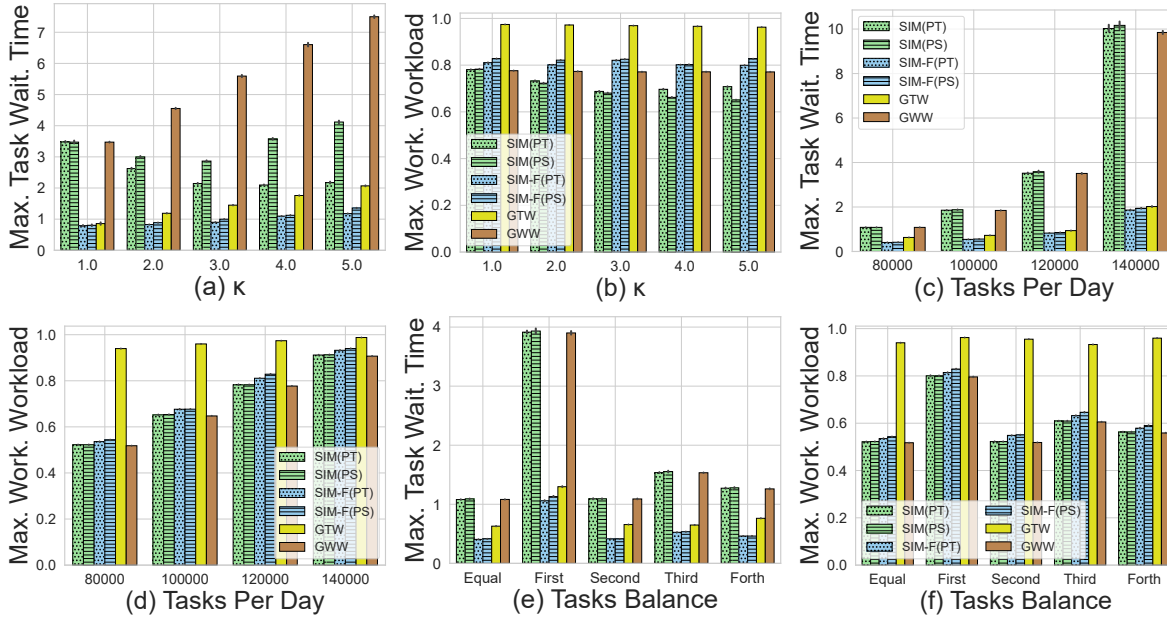 Max. Task Wait. Time
7
6
5
4
3
2
1
0
1.0 2.0 3.0 4.0 5.0
(a) κ
Max. Work. Workload
1.0
0.8
0.6
0.4
0.2
0.0
SIM(PT)
SIM(PS)
SIM-F(PT)
SIM-F(PS)
GTW
GWW
1.0 2.0 3.0 4.0 5.0
(b) κ
Max. Task Wait. Time
10
8
6
4
2
0
SIM(PT)
SIM(PS)
SIM-F(PT)
SIM-F(PS)
GTW
GWW
80000 100000 120000 140000
(c) Tasks Per Day
Max. Work. Workload
1.0
0.8
0.6
0.4
0.2
0.0
SIM(PT)
SIM(PS)
SIM-F(PT)
SIM-F(PS)
GTW
GWW
80000 100000 120000 140000
(d) Tasks Per Day
Max. Task Wait. Time
4
3
2
1
0
Equal First Second Third Forth
(e) Tasks Balance
Max. Work. Workload
1.0
0.8
0.6
0.4
0.2
0.0
SIM(PT) SIM-F(PS)
SIM(PS) GTW
SIM-F(PT) GWW
Equal First Second Third Forth
(f) Tasks Balance